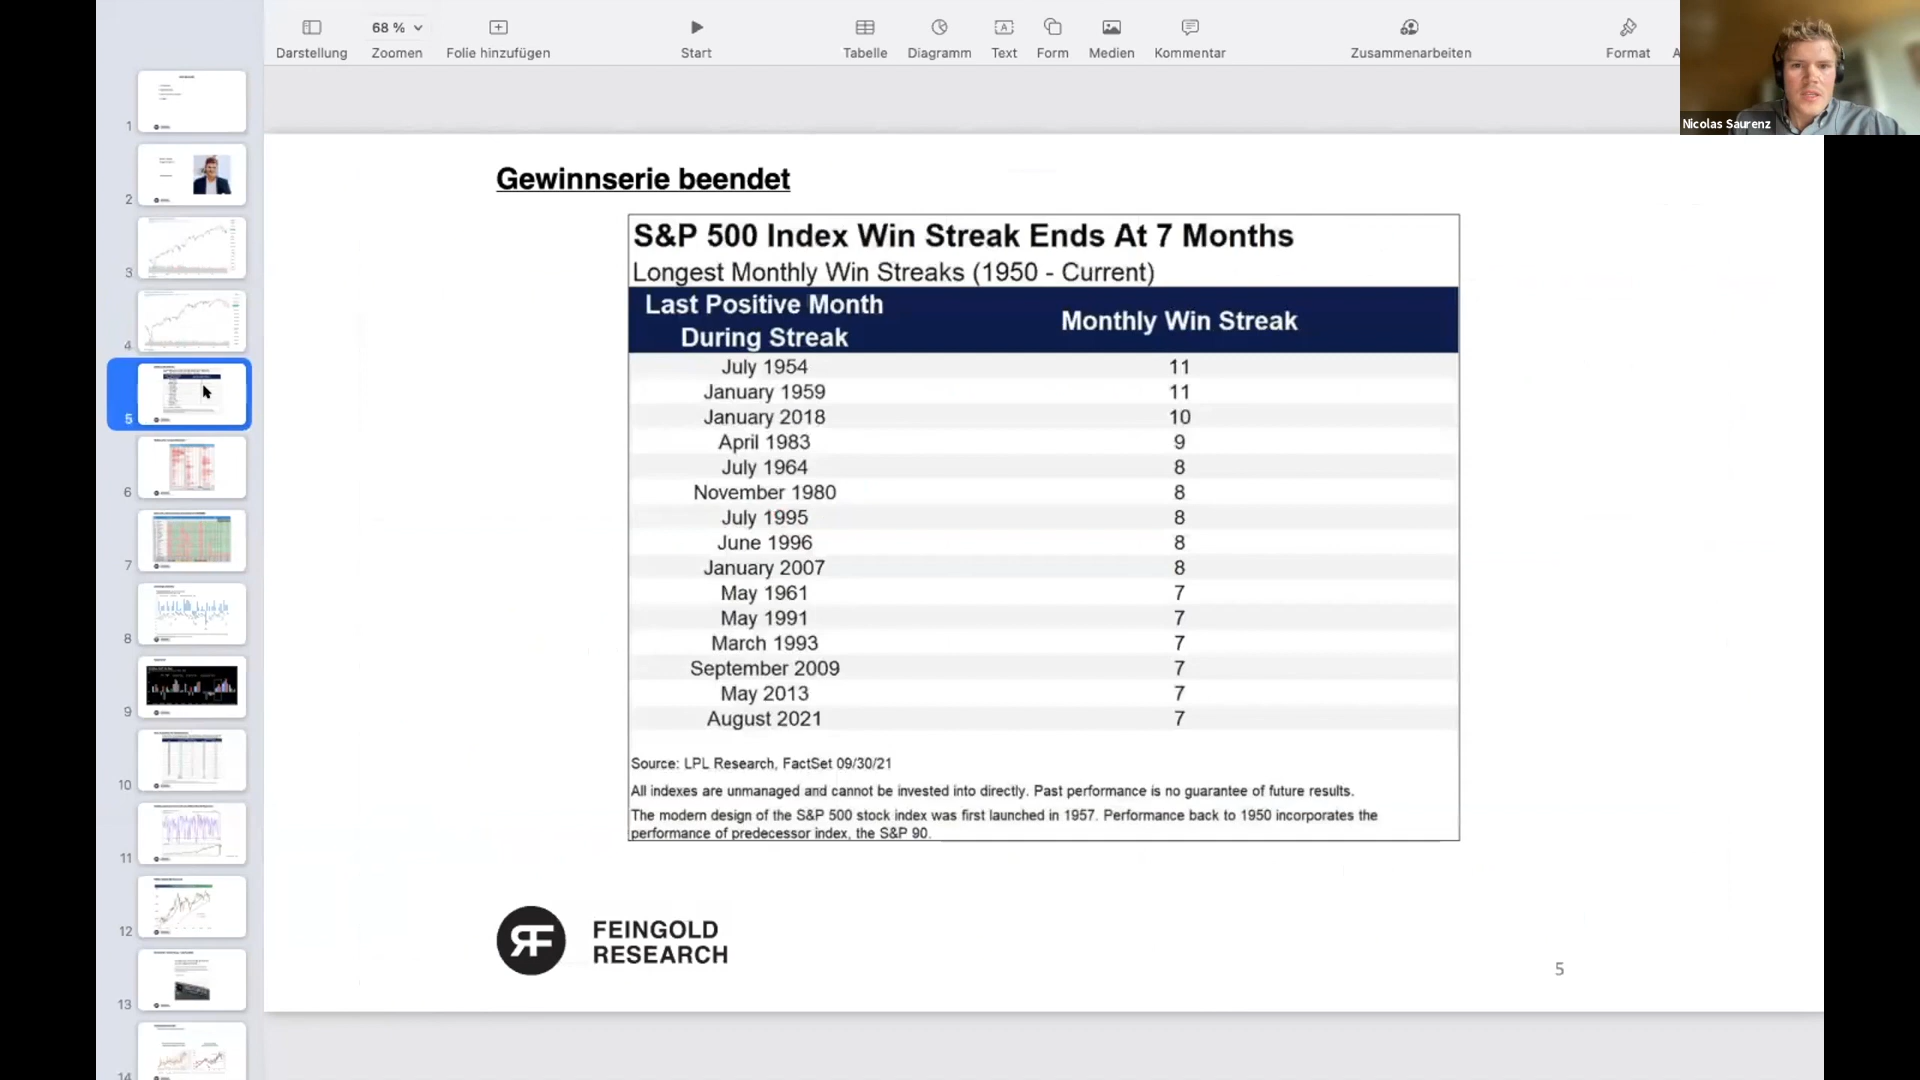 68 %
Darstellung
Zoomen
Folie hinzufügen
Start
Tabelle
Diagramm
Text
Form
Medien
Kommentar
Zusammenarbeiten
Format
Nicolas Saurenz
1
2
3
4
5
6
7
8
9
10
11
12
13
14
Gewinnserie beendet
S&P 500 Index Win Streak Ends At 7 Months
Longest Monthly Win Streaks (1950 - Current)
Last Positive Month During Streak Monthly Win Streak
July 1954 11
January 1959 11
January 2018 10
April 1983 9
July 1964 8
November 1980 8
July 1995 8
June 1996 8
January 2007 8
May 1961 7
May 1991 7
March 1993 7
September 2009 7
May 2013 7
August 2021 7
Source: LPL Research, FactSet 09/30/21
All indexes are unmanaged and cannot be invested into directly. Past performance is no guarantee of future results.
The modern design of the S&P 500 stock index was first launched in 1957. Performance back to 1950 incorporates the
performance of predecessor index, the S&P 90.
FEINGOLD
RESEARCH
5